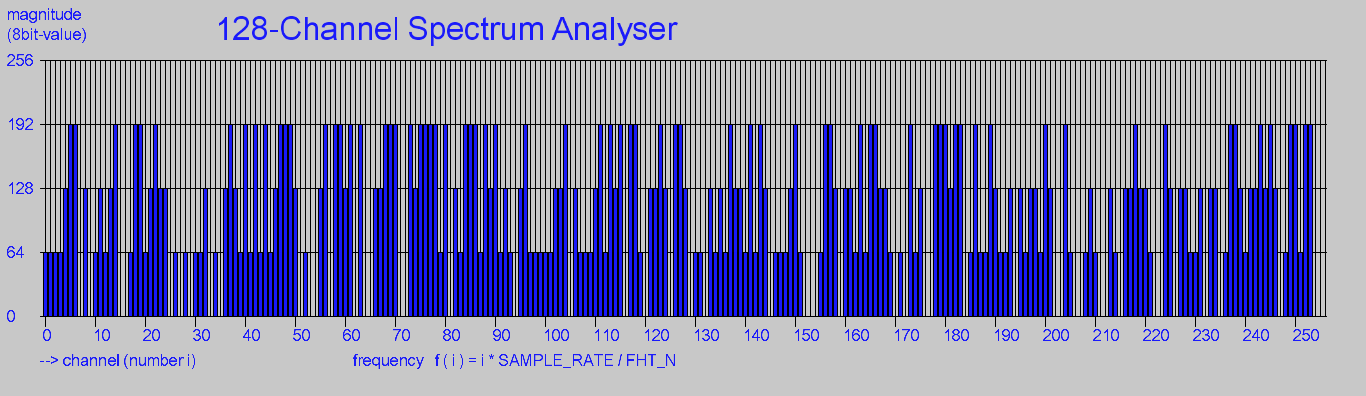 magnitude
(8bit-value)
128-Channel Spectrum Analyser
256
192
128
64
0
0 10 20 30 40 50 60 70 80 90 100 110 120 130 140 150 160 170 180 190 200 210 220 230 240 250
--> channel (number i)
frequency f ( i ) = i * SAMPLE_RATE / FHT_N